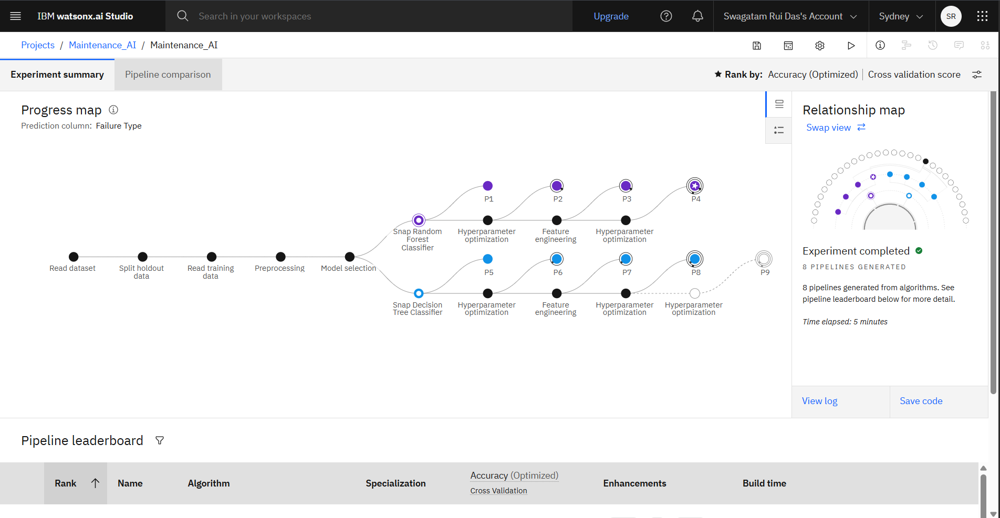 IBM watsonx.ai Studio
Search in your workspaces
Upgrade
Swagatam Rui Das's Account
Sydney
SR
Projects / Maintenance_AI / Maintenance_AI
Experiment summary
Pipeline comparison
Rank by: Accuracy (Optimized) | Cross validation score
Progress map
Prediction column: Failure Type
P1
P2
P3
P4
Snap Random
Forest
Classifier
Hyperparameter
optimization
Feature
engineering
Hyperparameter
optimization
Read dataset
Split holdout
data
Read training
data
Preprocessing
Model selection
P5
P6
P7
P8
P9
Snap Decision
Tree Classifier
Hyperparameter
optimization
Feature
engineering
Hyperparameter
optimization
Hyperparameter
optimization
Relationship map
Swap view
Experiment completed
8 PIPELINES GENERATED
8 pipelines generated from algorithms. See
pipeline leaderboard below for more detail.
Time elapsed: 5 minutes
View log
Save code
Pipeline leaderboard
Rank
Name
Algorithm
Specialization
Accuracy (Optimized)
Cross Validation
Enhancements
Build time